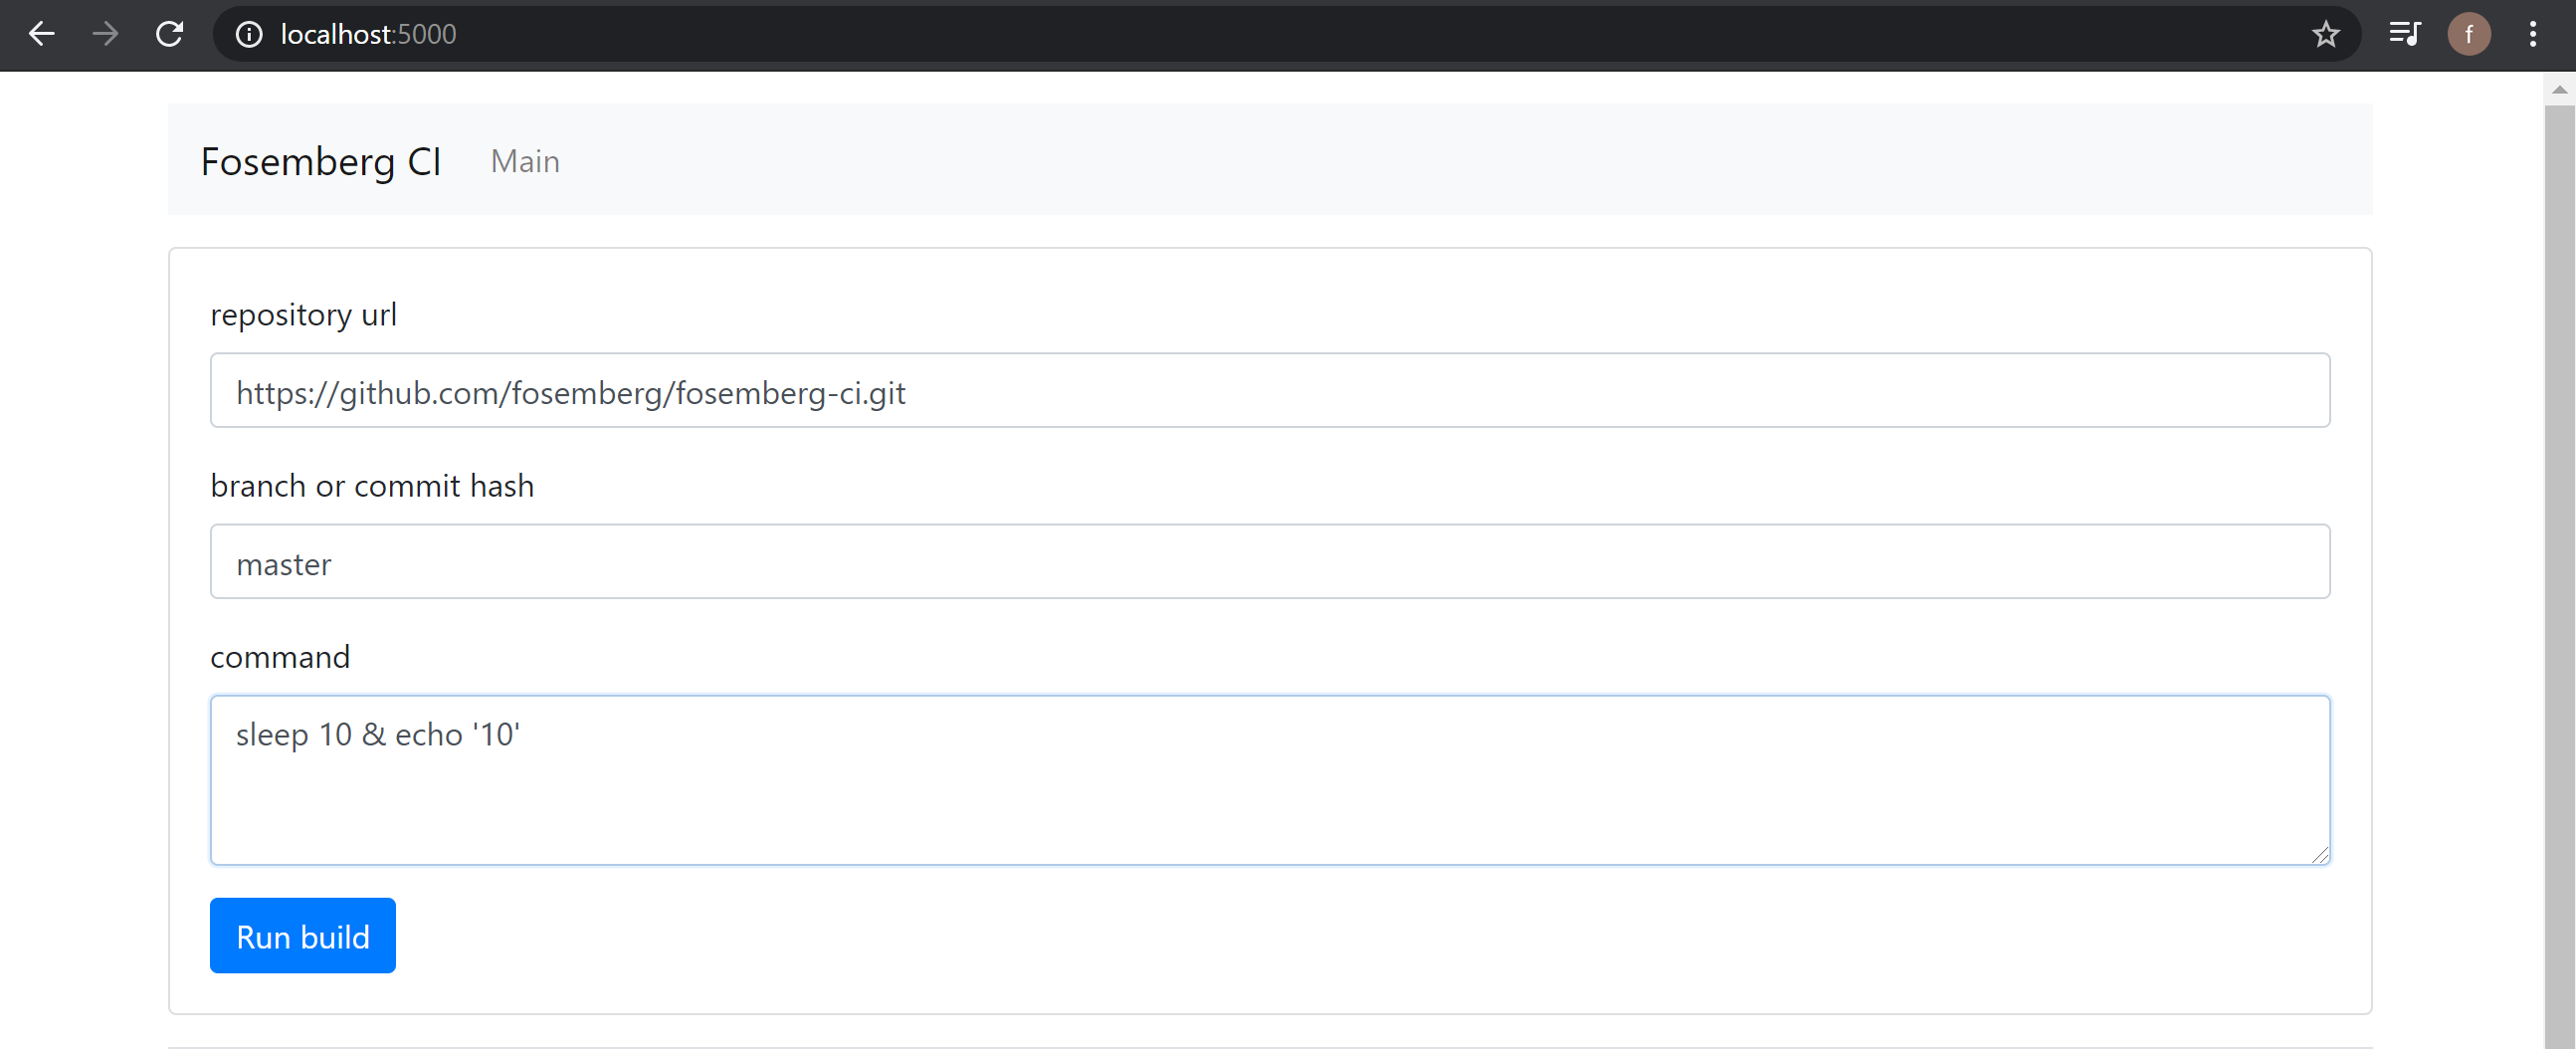 localhost:5000
f
Fosemberg CI Main
repository url
https://github.com/fosemberg/fosemberg-ci.git
branch or commit hash
master
command
sleep 10 & echo '10'
Run build